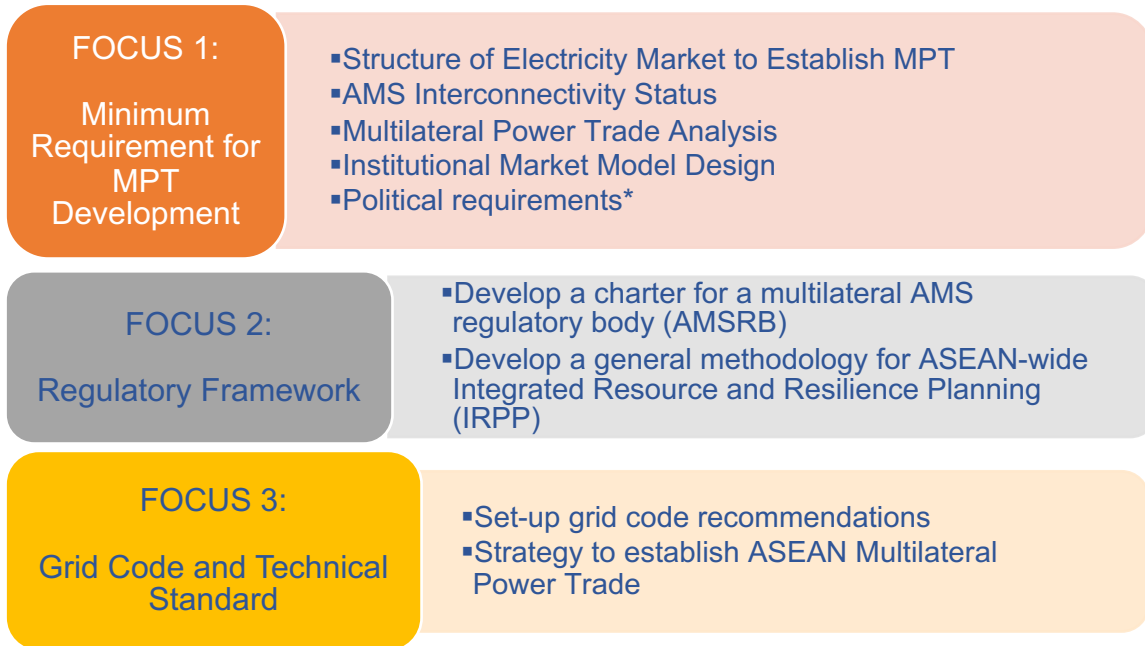 FOCUS 1:
Minimum
Requirement for
MPT
Development
▪Structure of Electricity Market to Establish MPT
▪AMS Interconnectivity Status
▪Multilateral Power Trade Analysis
▪Institutional Market Model Design
▪Political requirements*
FOCUS 2:
Regulatory Framework
▪Develop a charter for a multilateral AMS
regulatory body (AMSRB)
▪Develop a general methodology for ASEAN-wide
Integrated Resource and Resilience Planning
(IRPP)
FOCUS 3:
Grid Code and Technical
Standard
▪Set-up grid code recommendations
▪Strategy to establish ASEAN Multilateral
Power Trade